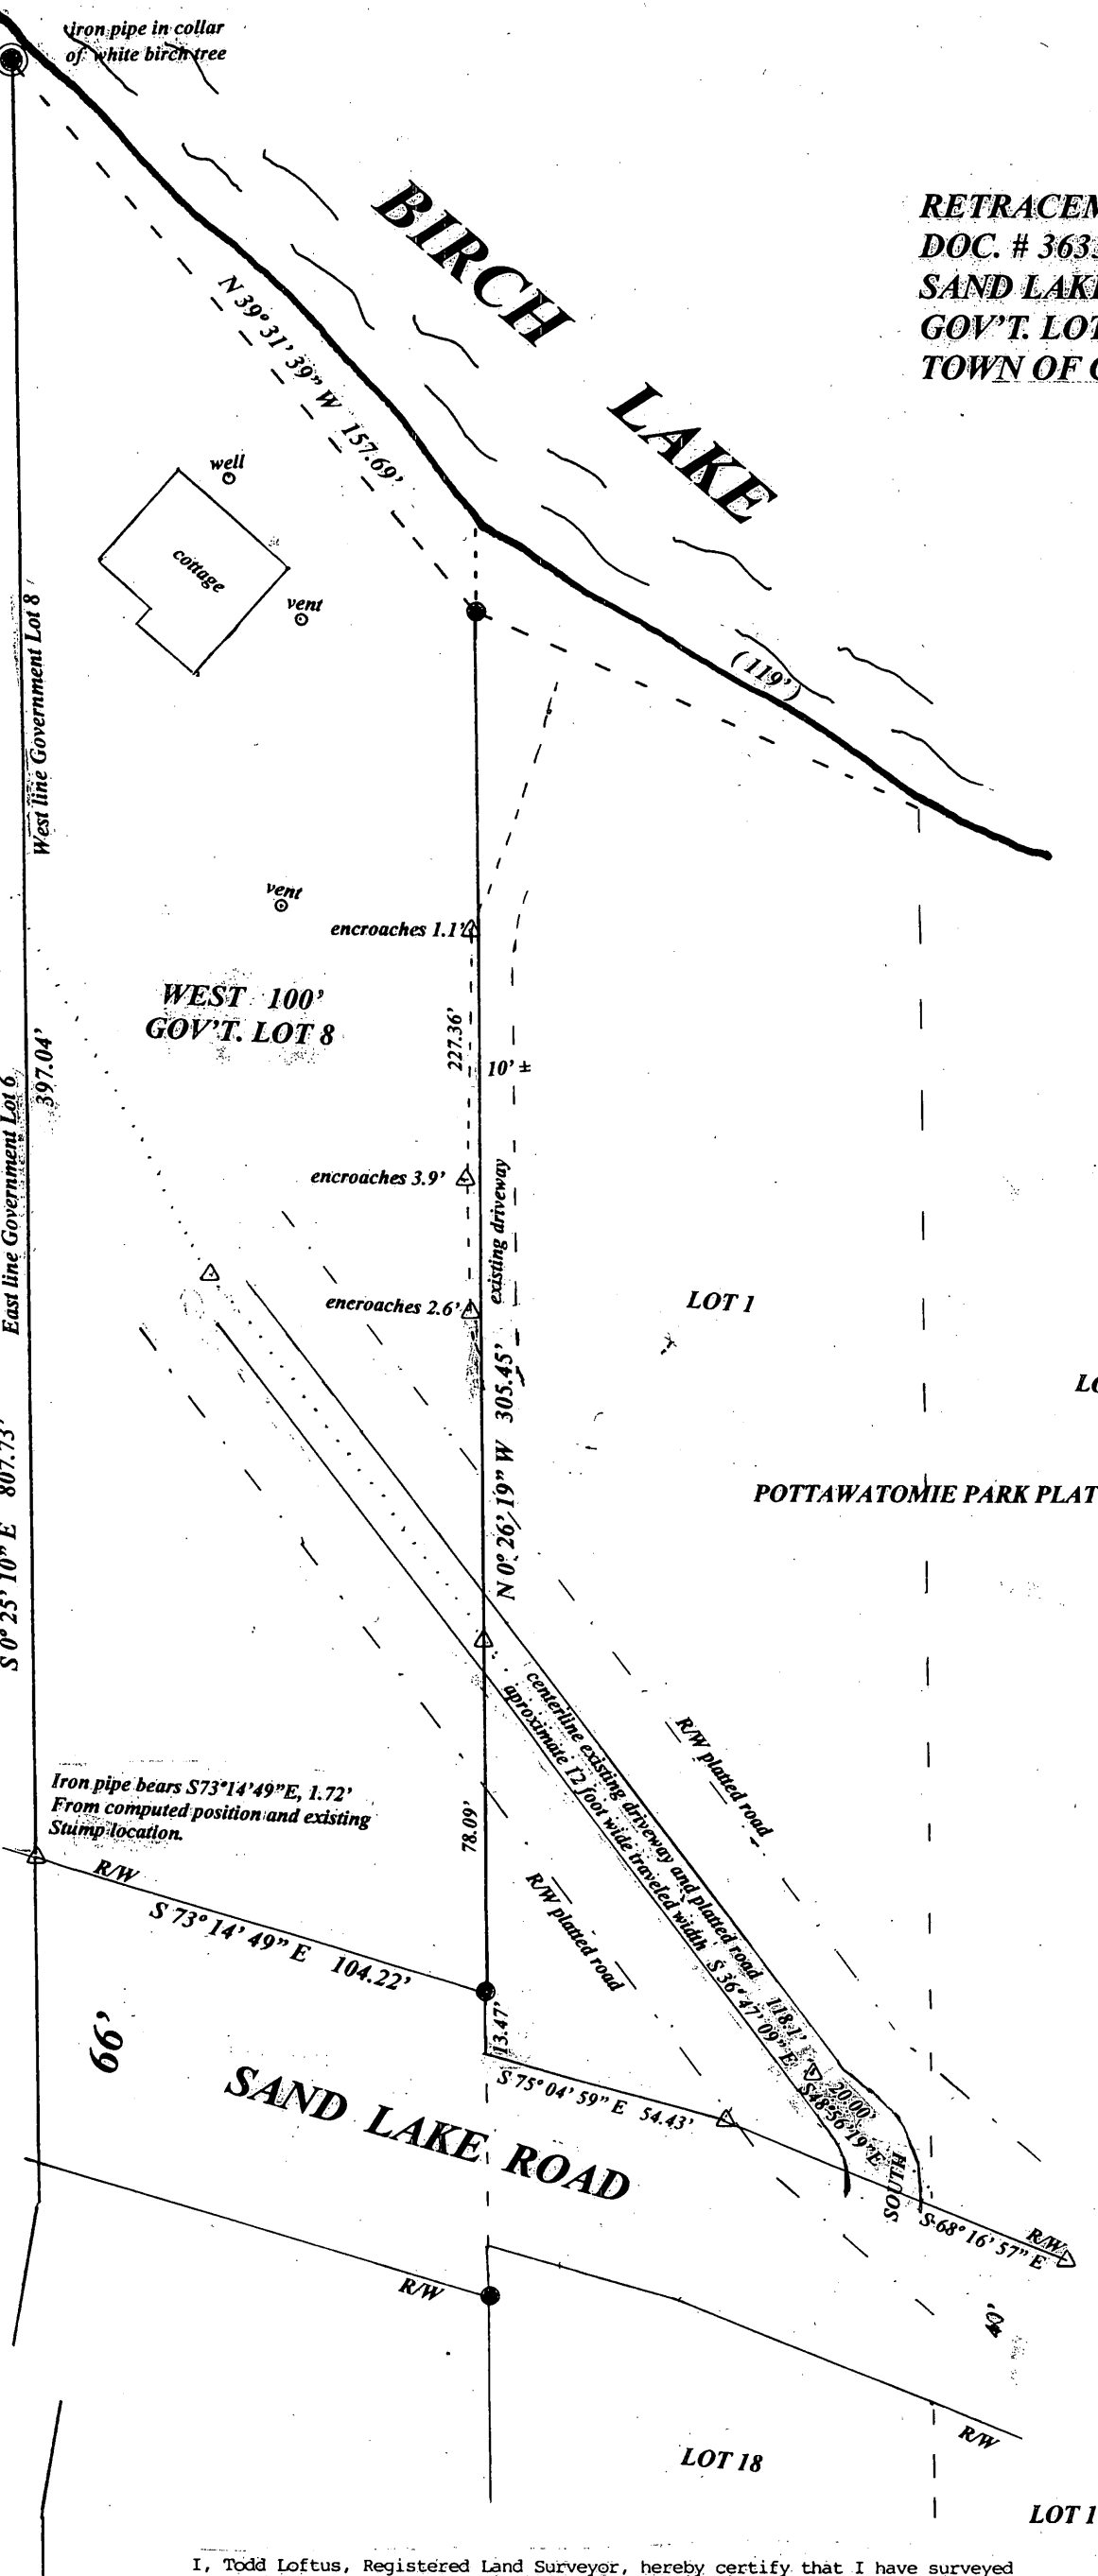 iron pipe in collar
of white birch tree
BIRCH
LAKE
RETRACEM
DOC. # 363
SAND LAK
GOV'T. LOT
TOWN OF
N 39° 31' 39" W 157.69'
well
cottage
vent
(119')
West line Government Lot 8
vent
encroaches 1.1'
WEST 100'
GOV'T. LOT 8
397.04'
227.36'
10' ±
East line Government Lot 6
encroaches 3.9'
existing driveway
encroaches 2.6'
LOT 1
N 0° 26' 19" W 305.45'
S 0° 25' 10" E 807.73'
POTTAWATOMIE PARK PLAT
centerline existing driveway and platted road 118.1'
aproximate 12 foot wide traveled width S 36° 47' 09" E
R/W platted road
R/W platted road
Iron pipe bears S73°14'49"E, 1.72'
From computed position and existing
Stump location.
78.09'
R/W
S 73° 14' 49" E 104.22'
66'
13.47'
S 75° 04' 59" E 54.43'
20.00'
S48°56'19"E
SOUTH
SAND LAKE ROAD
S 68° 16' 57" E
R/W
R/W
R/W
LOT 18
LOT 1
I, Todd Loftus, Registered Land Surveyor, hereby certify that I have surveyed